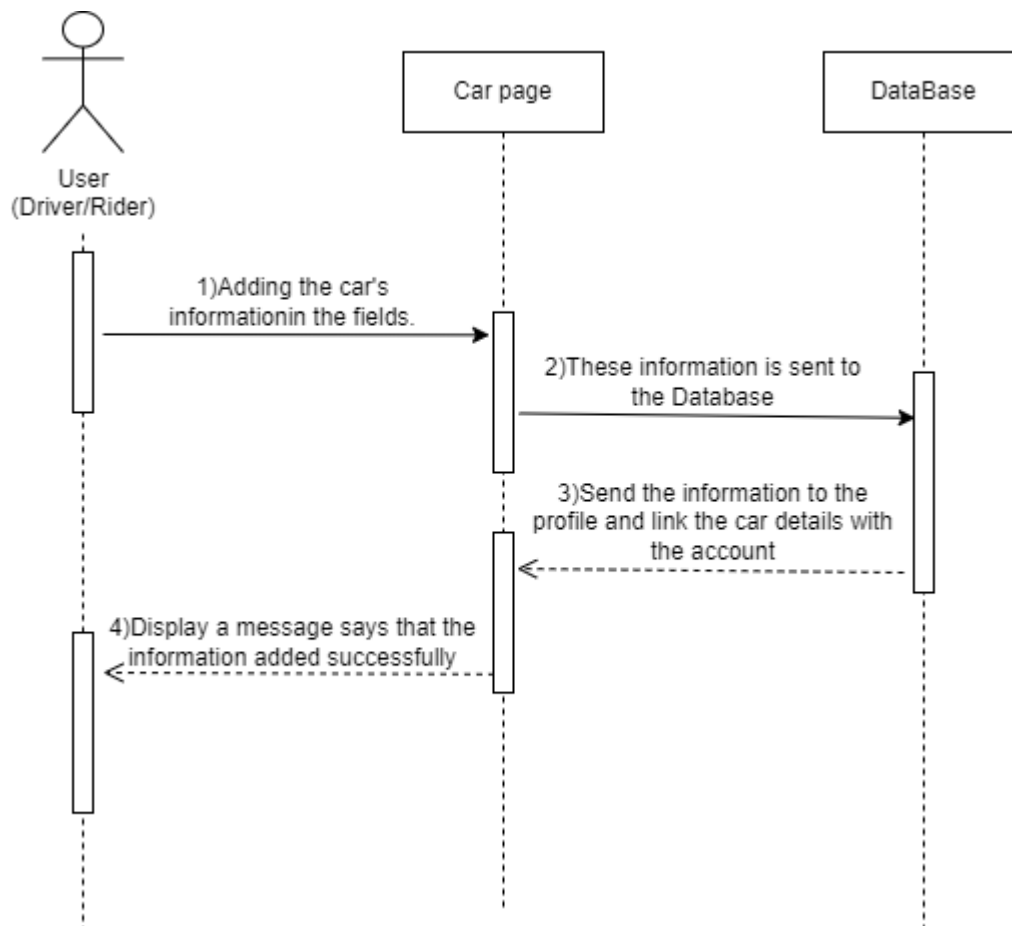 Car page
DataBase
User
(Driver/Rider)
1)Adding the car's
informationin the fields.
2)These information is sent to
the Database
3)Send the information to the
profile and link the car details with
the account
4)Display a message says that the
information added successfully